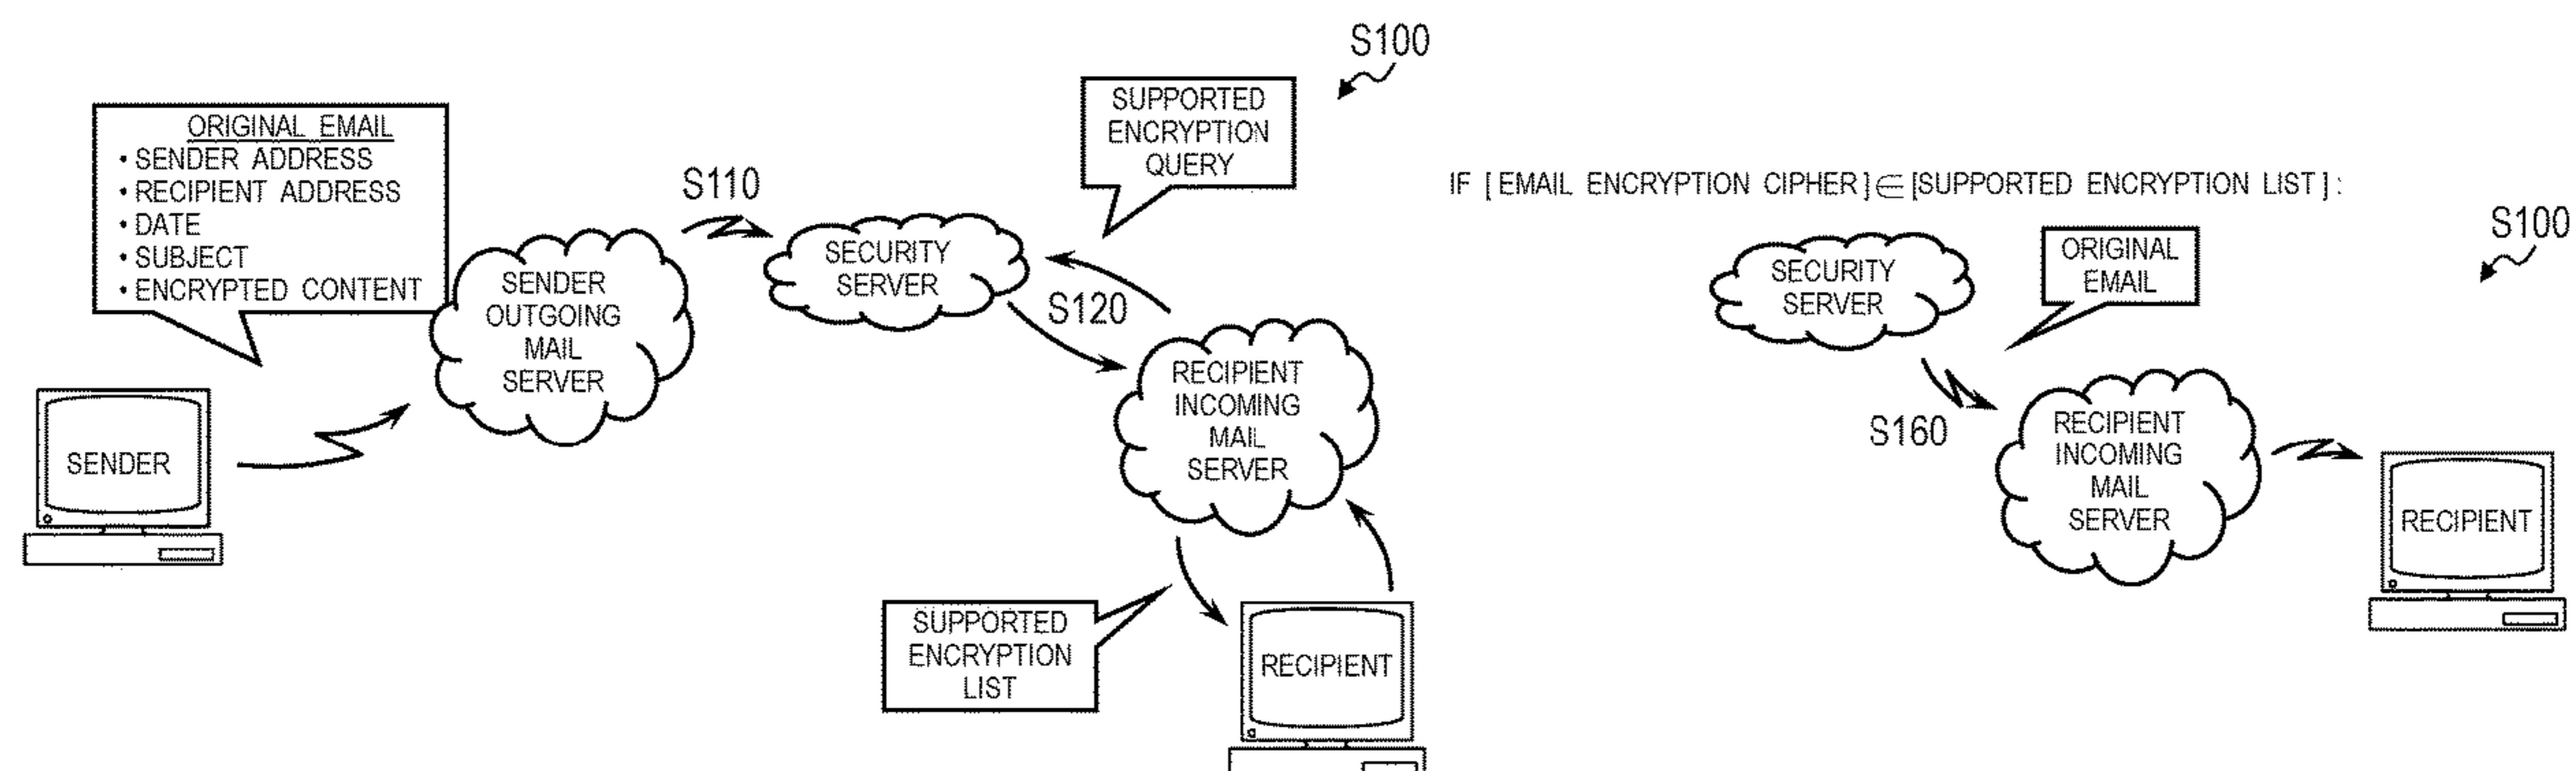 S100
ORIGINAL EMAIL
• SENDER ADDRESS
• RECIPIENT ADDRESS
• DATE
• SUBJECT
• ENCRYPTED CONTENT
SENDER
SENDER
OUTGOING
MAIL
SERVER
S110
SECURITY
SERVER
SUPPORTED
ENCRYPTION
QUERY
S120
RECIPIENT
INCOMING
MAIL
SERVER
SUPPORTED
ENCRYPTION
LIST
RECIPIENT
IF [EMAIL ENCRYPTION CIPHER]∈[SUPPORTED ENCRYPTION LIST]:
S100
SECURITY
SERVER
ORIGINAL
EMAIL
S160
RECIPIENT
INCOMING
MAIL
SERVER
RECIPIENT